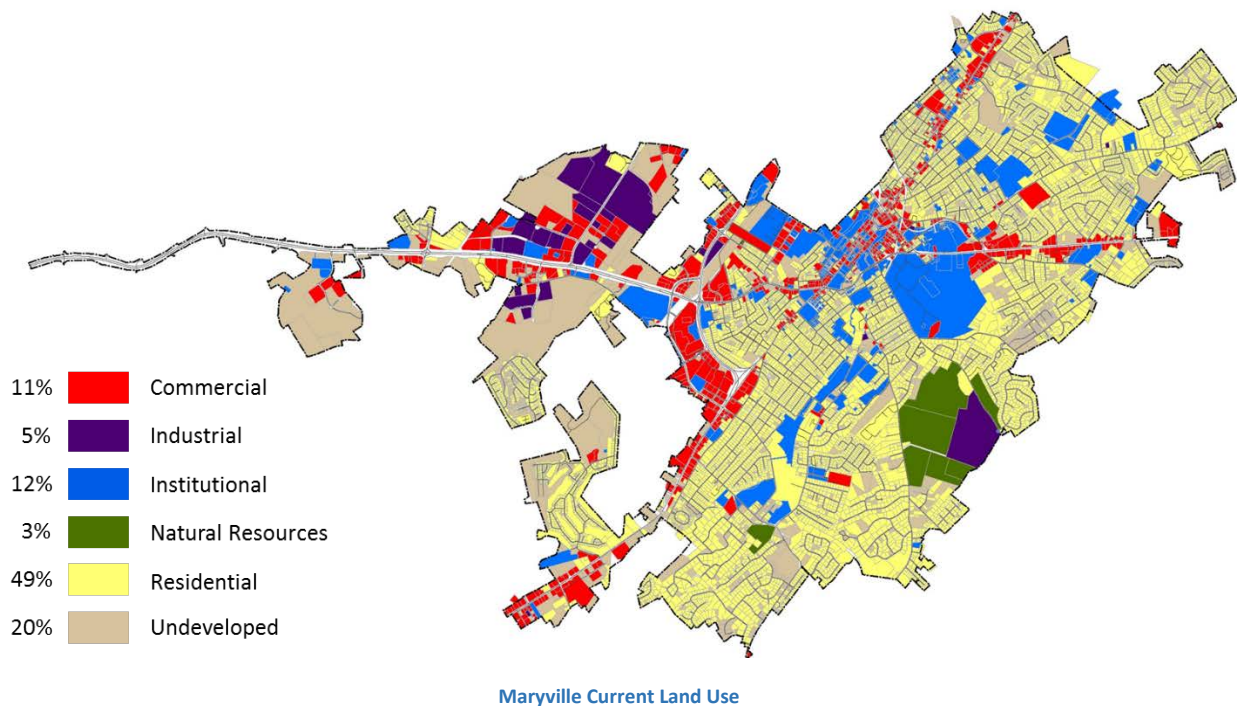 11% Commercial
5% Industrial
12% Institutional
3% Natural Resources
49% Residential
20% Undeveloped
Maryville Current Land Use